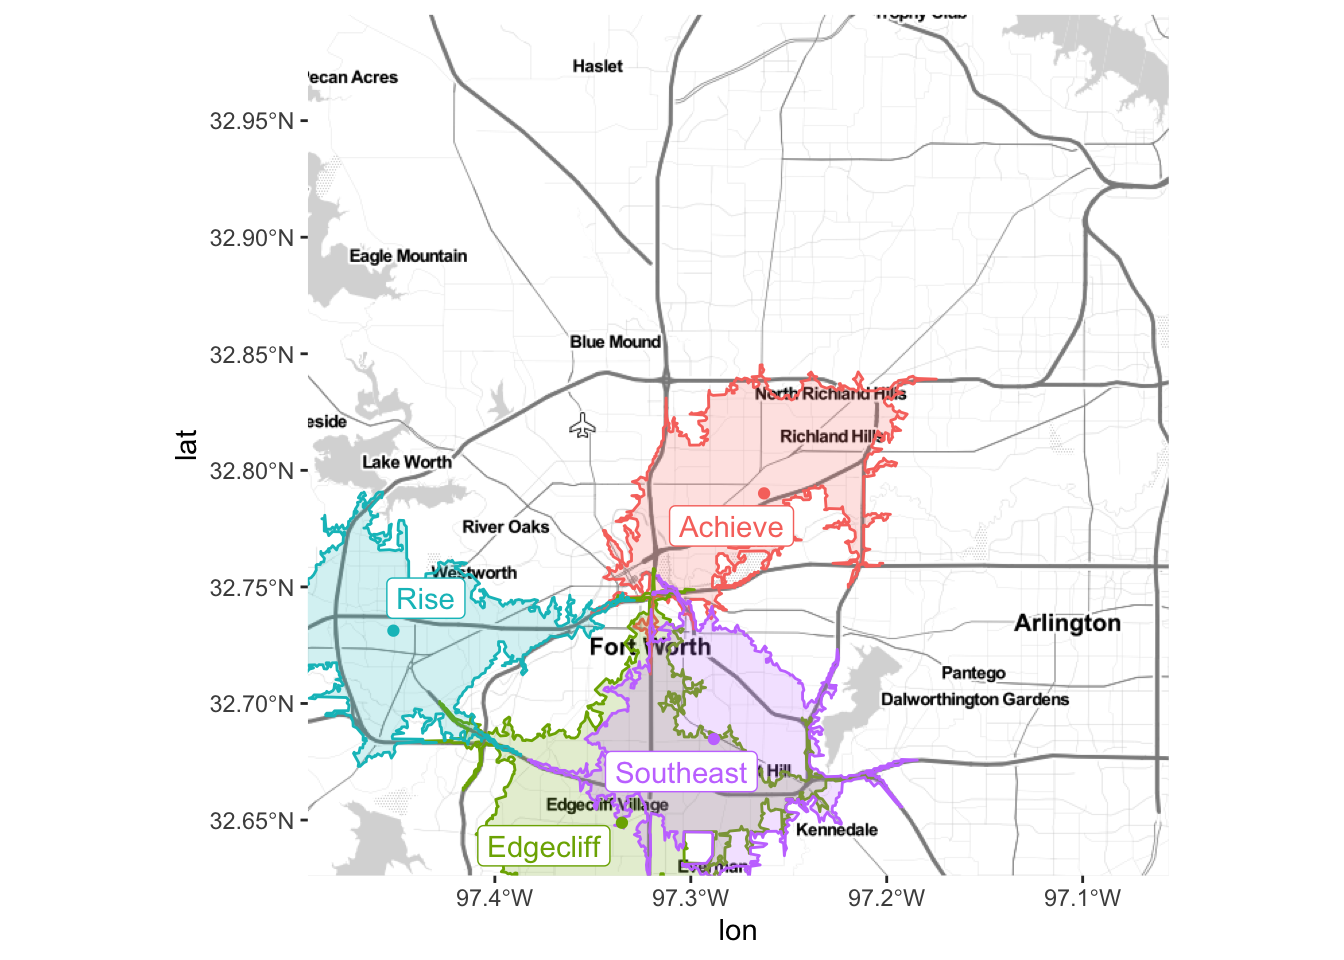 Trophy Club
Haslet
Pecan Acres
32.95°N
32.90°N
Eagle Mountain
Blue Mound
32.85°N
North Richland Hills
eside
Richland Hills
lat
Lake Worth
32.80°N
River Oaks
Achieve
Westworth
32.75°N
Rise
Arlington
Fort Worth
Pantego
32.70°N
Dalworthington Gardens
Southeast
Hill
Edgecliff Village
32.65°N
Kennedale
Edgecliff
Everman
97.4°W
97.3°W
97.2°W
97.1°W
lon